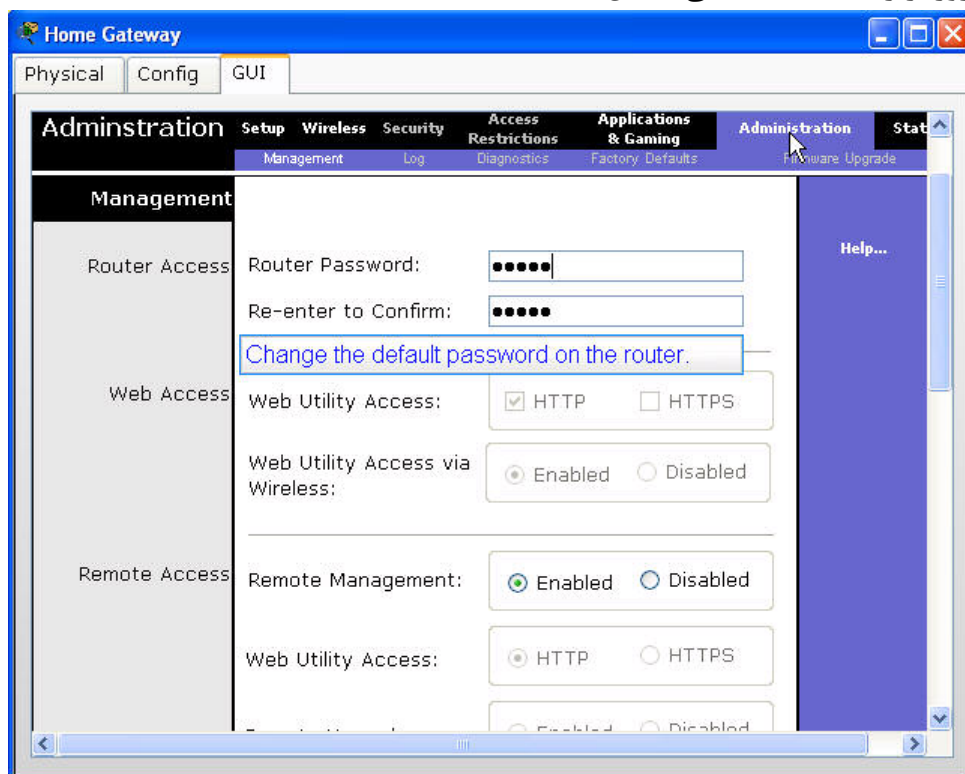 Home Gateway
Physical Config GUI
Adminstration Setup Wireless Security Access Restrictions Applications & Gaming Administration Stat
Management Log Diagnostics Factory Defaults Firmware Upgrade
Management
Help...
Router Access Router Password: •••••
Re-enter to Confirm: •••••
Change the default password on the router.
Web Access Web Utility Access: HTTP HTTPS
Web Utility Access via Wireless: Enabled Disabled
Remote Access Remote Management: Enabled Disabled
Web Utility Access: HTTP HTTPS
Enabled Disabled